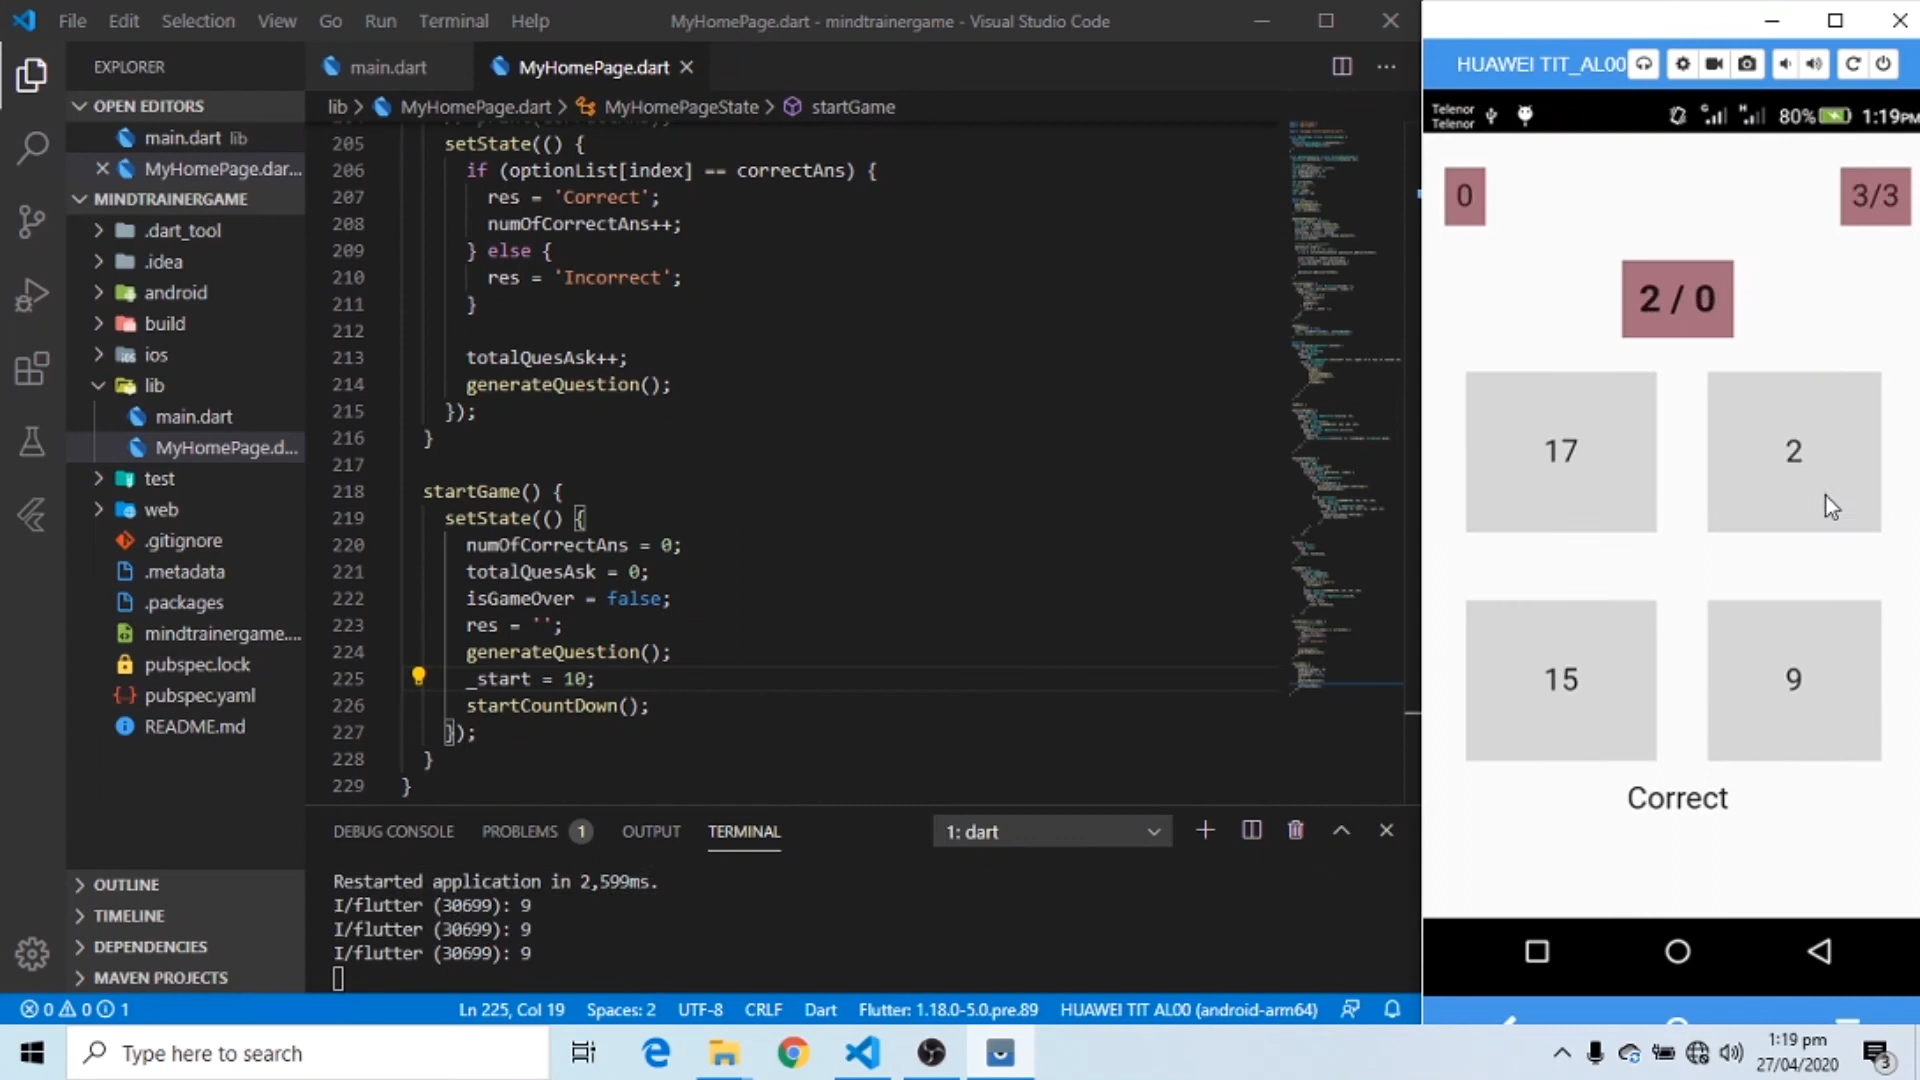 File Edit Selection View Go Run Terminal Help
MyHomePage.dart - mindtrainergame - Visual Studio Code
EXPLORER
OPEN EDITORS
main.dart lib
MyHomePage.dar...
MINDTRAINERGAME
.dart_tool
.idea
android
build
ios
lib
main.dart
MyHomePage.d...
test
web
.gitignore
.metadata
.packages
mindtrainergame....
pubspec.lock
pubspec.yaml
README.md
OUTLINE
TIMELINE
DEPENDENCIES
MAVEN PROJECTS
main.dart
MyHomePage.dart
lib > MyHomePage.dart > MyHomePageState > startGame
205 setState(() {
206 if (optionList[index] == correctAns) {
207 res = 'Correct';
208 numOfCorrectAns++;
209 } else {
210 res = 'Incorrect';
211 }
212
213 totalQuesAsk++;
214 generateQuestion();
215 });
216 }
217
218 startGame() {
219 setState(() {
220 numOfCorrectAns = 0;
221 totalQuesAsk = 0;
222 isGameOver = false;
223 res = '';
224 generateQuestion();
225 _start = 10;
226 startCountDown();
227 });
228 }
229 }
DEBUG CONSOLE PROBLEMS 1 OUTPUT TERMINAL
1: dart
Restarted application in 2,599ms.
I/flutter (30699): 9
I/flutter (30699): 9
I/flutter (30699): 9
0 0 1
Ln 225, Col 19 Spaces: 2 UTF-8 CRLF Dart Flutter: 1.18.0-5.0.pre.89 HUAWEI TIT AL00 (android-arm64)
HUAWEI TIT_AL00
Telenor
Telenor
G H 80% 1:19PM
0
3/3
2 / 0
17
2
15
9
Correct
Type here to search
1:19 pm
27/04/2020
3